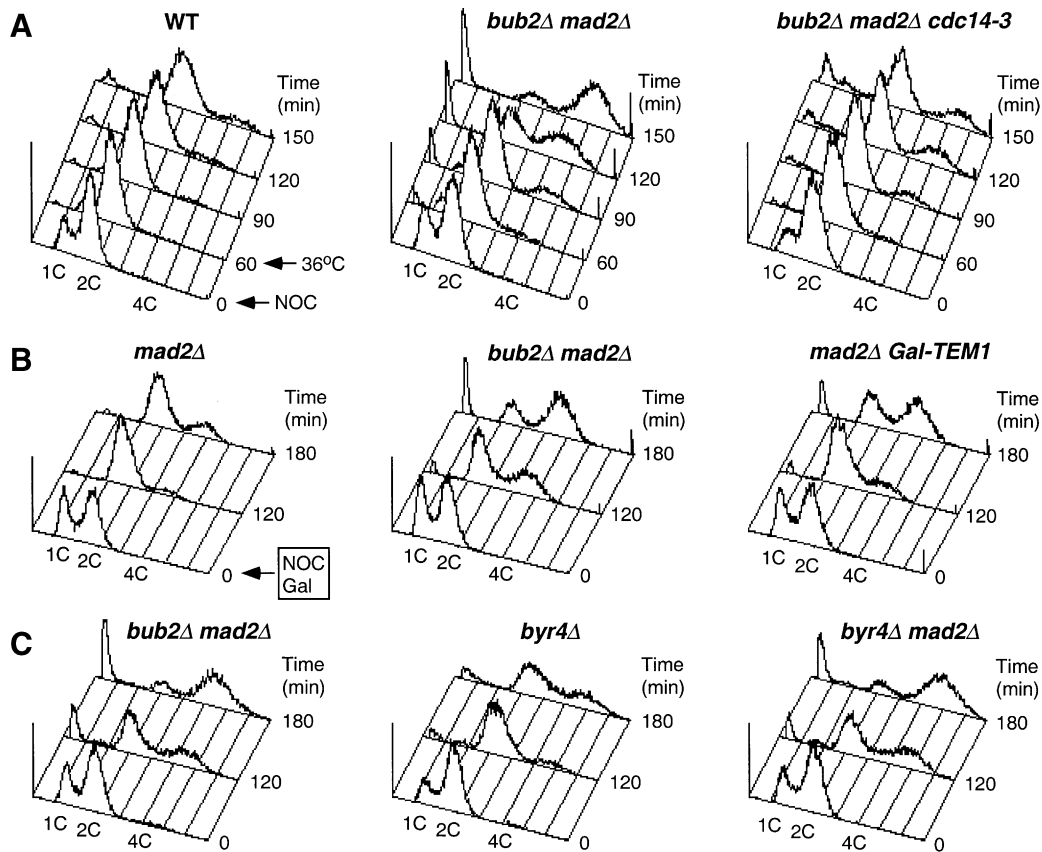 A
WT
bub2Δ mad2Δ
bub2Δ mad2Δ cdc14-3
Time
(min)
150
120
90
60
36ºC
0
NOC
1C
2C
4C
Time
(min)
150
120
90
60
0
1C
2C
4C
Time
(min)
150
120
90
60
0
1C
2C
4C
B
mad2Δ
bub2Δ mad2Δ
mad2Δ Gal-TEM1
Time
(min)
180
120
0
NOC
Gal
1C
2C
4C
Time
(min)
180
120
0
1C
2C
4C
Time
(min)
180
120
0
1C
2C
4C
C
bub2Δ mad2Δ
byr4Δ
byr4Δ mad2Δ
Time
(min)
180
120
0
1C
2C
4C
Time
(min)
180
120
0
1C
2C
4C
Time
(min)
180
120
0
1C
2C
4C